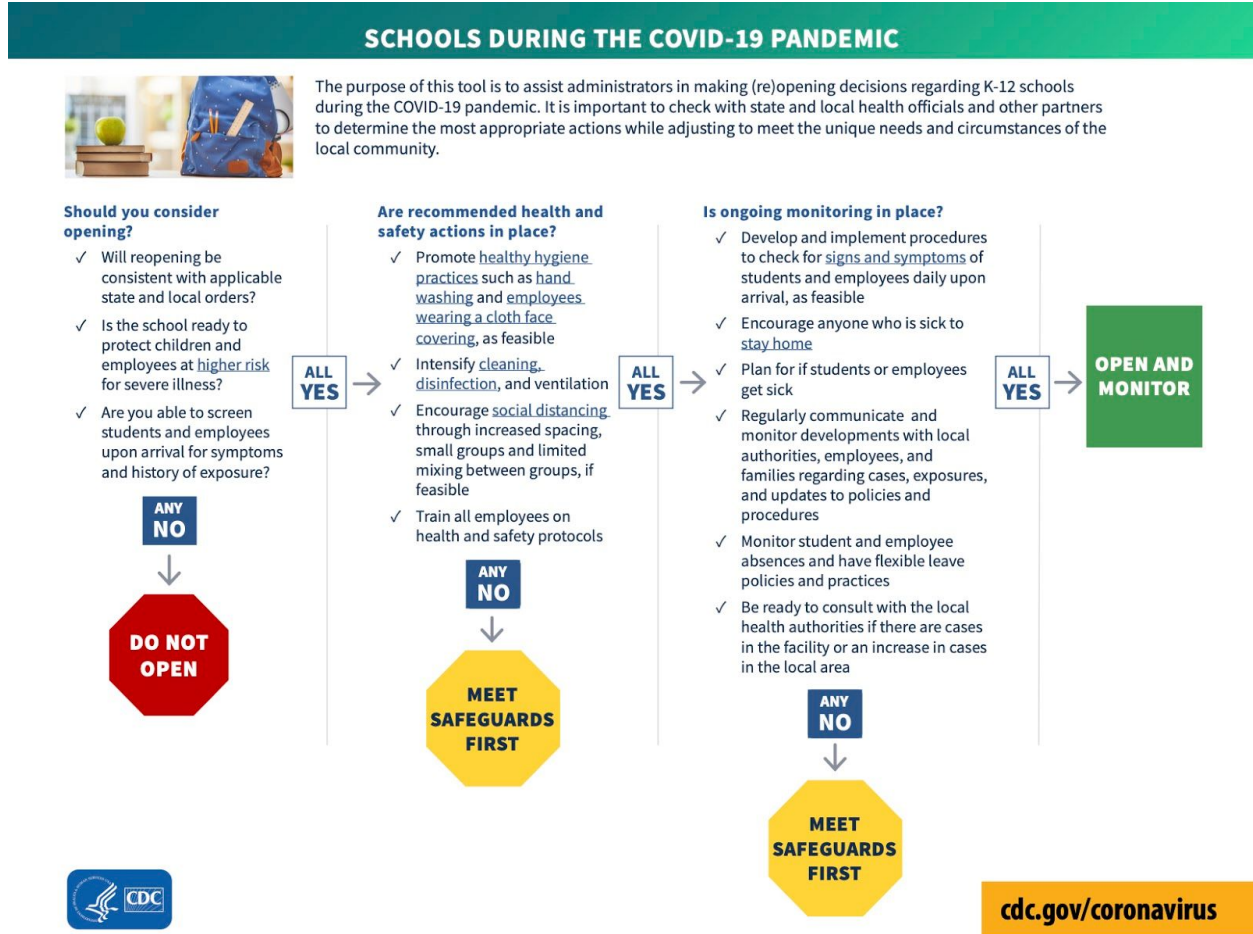 SCHOOLS DURING THE COVID-19 PANDEMIC
The purpose of this tool is to assist administrators in making (re)opening decisions regarding K-12 schools
during the COVID-19 pandemic. It is important to check with state and local health officials and other partners
to determine the most appropriate actions while adjusting to meet the unique needs and circumstances of the
local community.
Should you consider
opening?
✓ Will reopening be
consistent with applicable
state and local orders?
✓ Is the school ready to
protect children and
employees at higher risk
for severe illness?
✓ Are you able to screen
students and employees
upon arrival for symptoms
and history of exposure?
ANY
NO
DO NOT
OPEN
ALL
YES
Are recommended health and
safety actions in place?
✓ Promote healthy hygiene
practices such as hand
washing and employees
wearing a cloth face
covering, as feasible
✓ Intensify cleaning,
disinfection, and ventilation
✓ Encourage social distancing
through increased spacing,
small groups and limited
mixing between groups, if
feasible
✓ Train all employees on
health and safety protocols
ANY
NO
MEET
SAFEGUARDS
FIRST
ALL
YES
Is ongoing monitoring in place?
✓ Develop and implement procedures
to check for signs and symptoms of
students and employees daily upon
arrival, as feasible
✓ Encourage anyone who is sick to
stay home
✓ Plan for if students or employees
get sick
✓ Regularly communicate and
monitor developments with local
authorities, employees, and
families regarding cases, exposures,
and updates to policies and
procedures
✓ Monitor student and employee
absences and have flexible leave
policies and practices
✓ Be ready to consult with the local
health authorities if there are cases
in the facility or an increase in cases
in the local area
ANY
NO
MEET
SAFEGUARDS
FIRST
ALL
YES
OPEN AND
MONITOR
CDC
cdc.gov/coronavirus